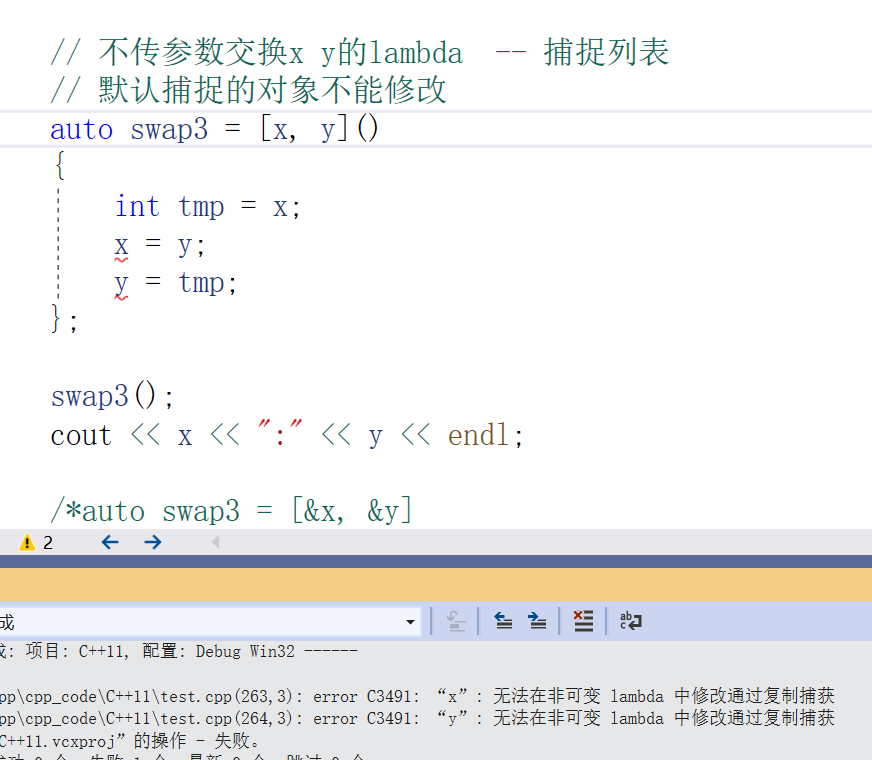 // 不传参数交换x y的lambda  -- 捕捉列表
// 默认捕捉的对象不能修改
auto swap3 = [x, y]()
{
    int tmp = x;
    x = y;
    y = tmp;
};
swap3();
cout << x << ":" << y << endl;
/*auto swap3 = [&x, &y]
2
成
成: 项目: C++11, 配置: Debug Win32 ------
pp\cpp_code\C++11\test.cpp(263,3): error C3491: “x”: 无法在非可变 lambda 中修改通过复制捕获
pp\cpp_code\C++11\test.cpp(264,3): error C3491: “y”: 无法在非可变 lambda 中修改通过复制捕获
C++11.vcxproj”的操作 - 失败。